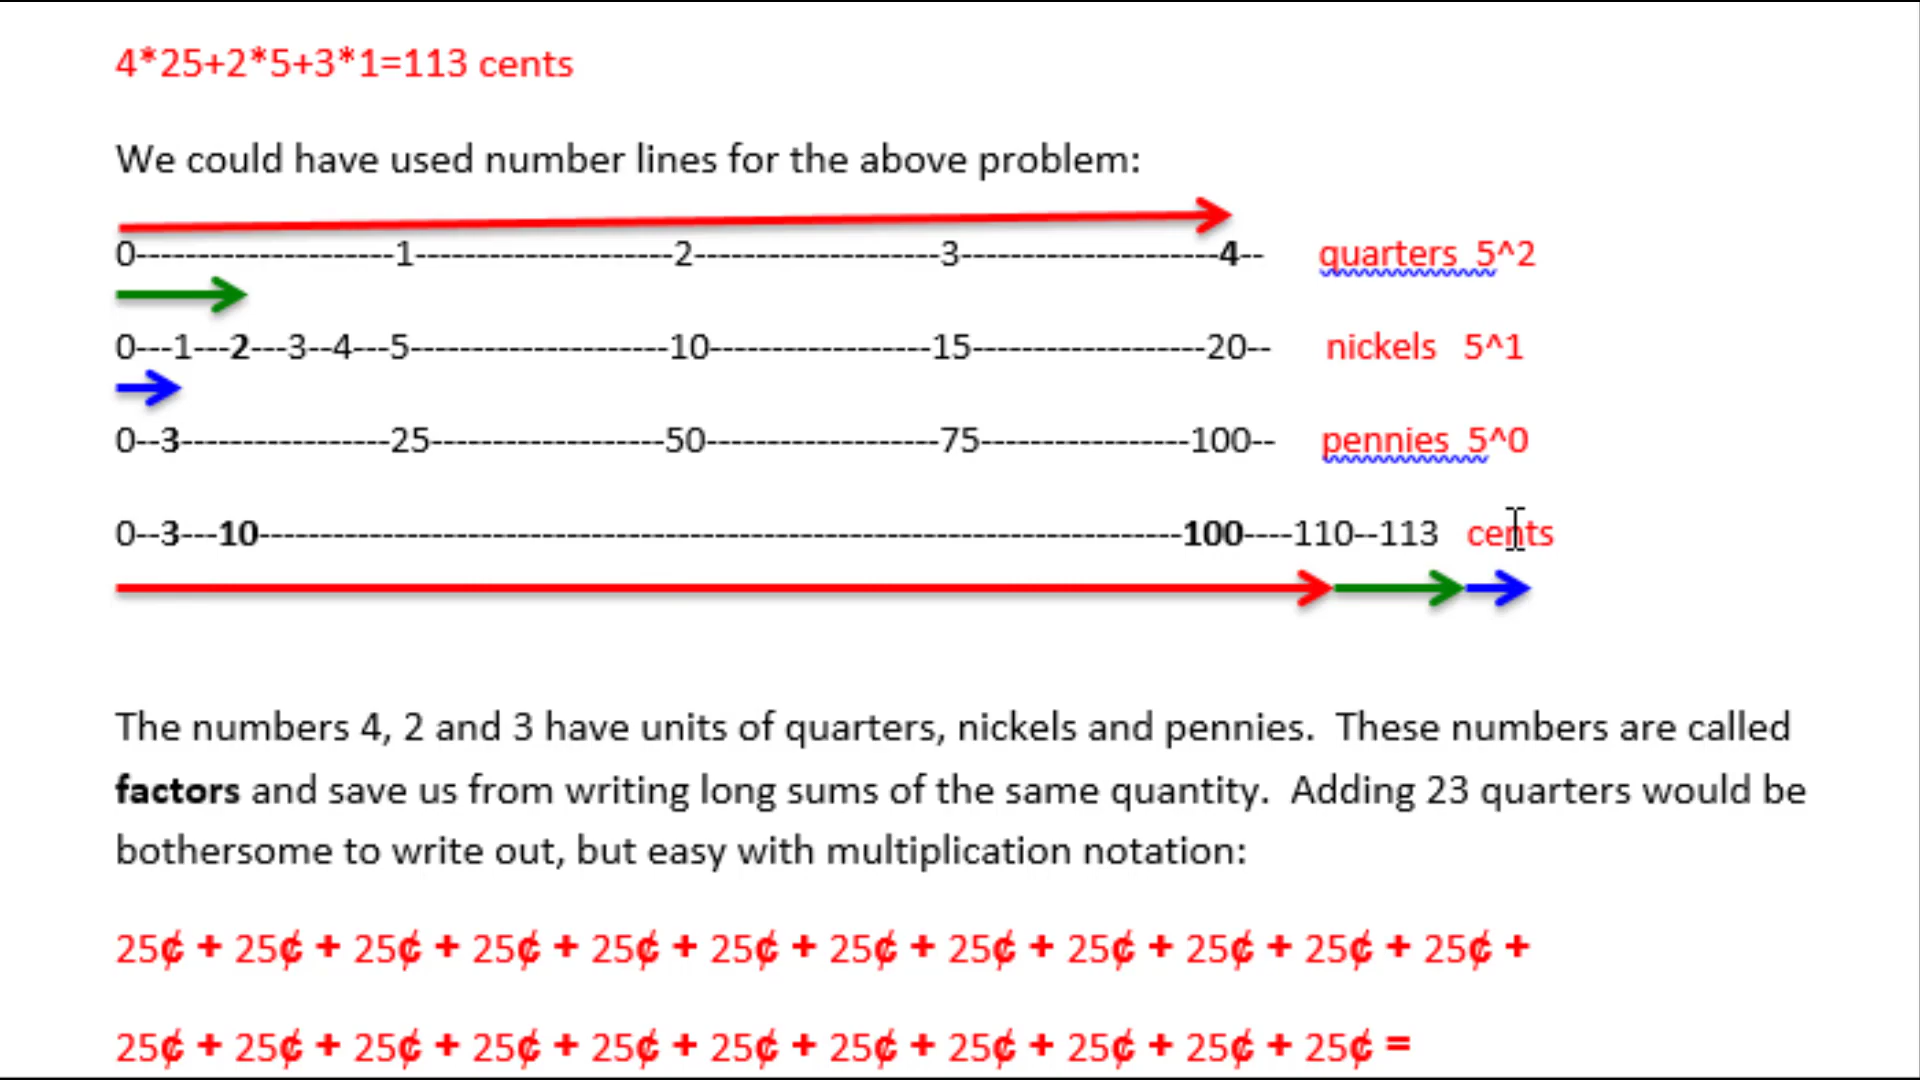 4*25+2*5+3*1=113 cents
We could have used number lines for the above problem:
0---------------------1---------------------2--------------------3---------------------4-- quarters 5^2
0---1---2---3--4---5---------------------10------------------15-------------------20-- nickels 5^1
0--3-----------------25-------------------50-------------------75-----------------100-- pennies 5^0
0--3---10---------------------------------------------------------------------------100----110--113 cents
The numbers 4, 2 and 3 have units of quarters, nickels and pennies. These numbers are called
factors and save us from writing long sums of the same quantity. Adding 23 quarters would be
bothersome to write out, but easy with multiplication notation:
25¢ + 25¢ + 25¢ + 25¢ + 25¢ + 25¢ + 25¢ + 25¢ + 25¢ + 25¢ + 25¢ + 25¢ +
25¢ + 25¢ + 25¢ + 25¢ + 25¢ + 25¢ + 25¢ + 25¢ + 25¢ + 25¢ + 25¢ =